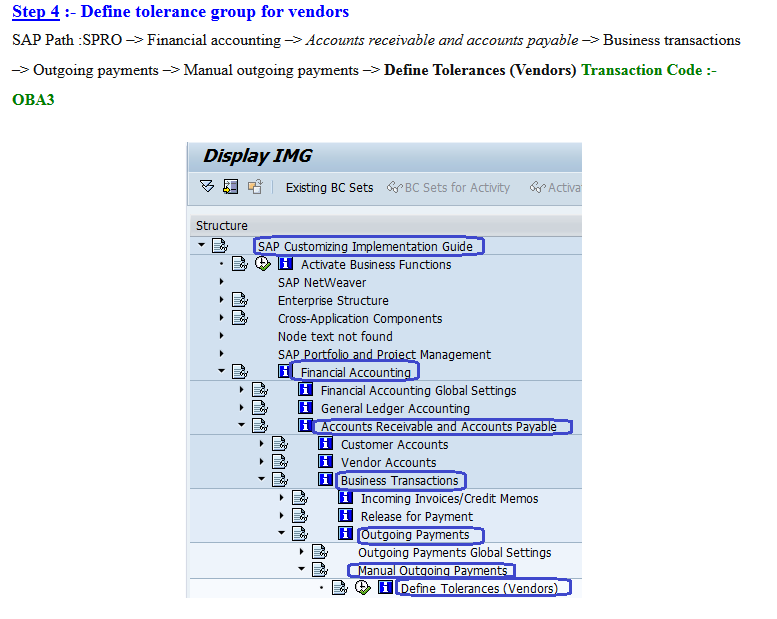 Step 4 :- Define tolerance group for vendors
SAP Path :SPRO –> Financial accounting –> Accounts receivable and accounts payable –> Business transactions
–> Outgoing payments –> Manual outgoing payments –> Define Tolerances (Vendors) Transaction Code :-
OBA3
Display IMG
Existing BC Sets BC Sets for Activity Activa
Structure
SAP Customizing Implementation Guide
Activate Business Functions
SAP NetWeaver
Enterprise Structure
Cross-Application Components
Node text not found
SAP Portfolio and Project Management
Financial Accounting
Financial Accounting Global Settings
General Ledger Accounting
Accounts Receivable and Accounts Payable
Customer Accounts
Vendor Accounts
Business Transactions
Incoming Invoices/Credit Memos
Release for Payment
Outgoing Payments
Outgoing Payments Global Settings
Manual Outgoing Payments
Define Tolerances (Vendors)